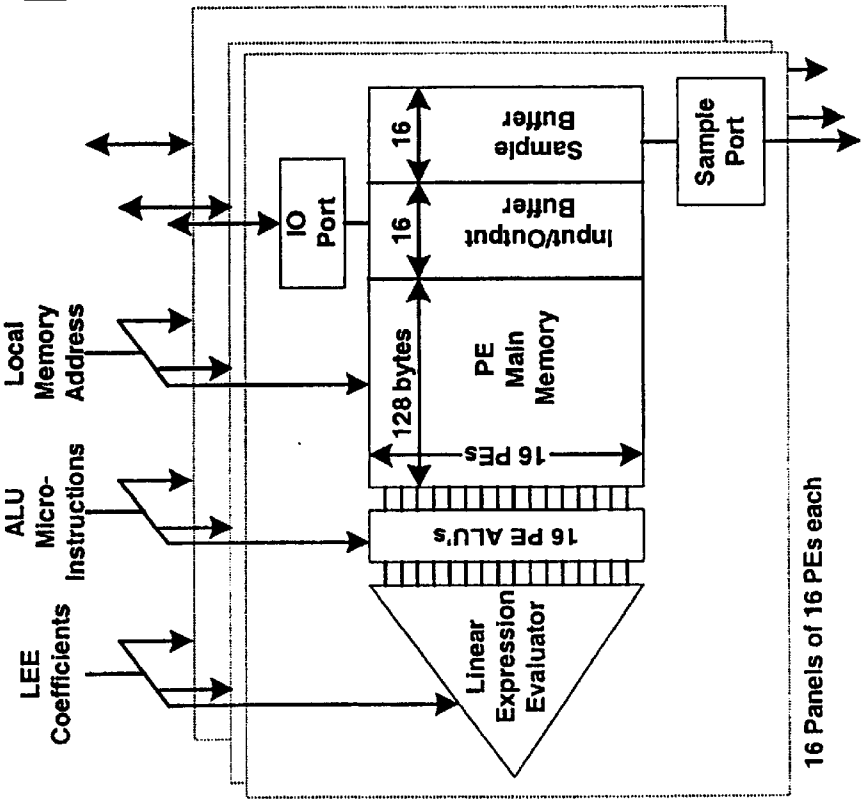 LEE
Coefficients
ALU
Micro-
Instructions
Local
Memory
Address
Linear
Expression
Evaluator
16 PE ALU's
16 PEs
128 bytes
PE
Main
Memory
16
Input/Output
Buffer
16
Sample
Buffer
IO
Port
Sample
Port
16 Panels of 16 PEs each